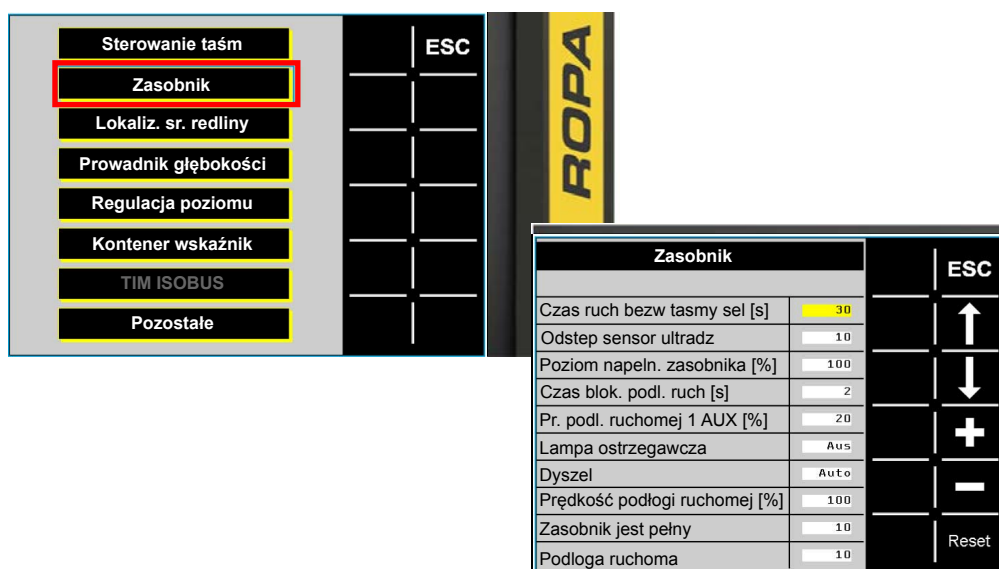 Sterowanie taśm
ESC
Zasobnik
Lokaliz. sr. redliny
Prowadnik głębokości
Regulacja poziomu
Kontener wskaźnik
TIM ISOBUS
Pozostałe
ROPA
Zasobnik
ESC
Czas ruch bezw tasmy sel [s] 30
Odstep sensor ultradz 10
Poziom napeln. zasobnika [%] 100
Czas blok. podl. ruch [s] 2
Pr. podl. ruchomej 1 AUX [%] 20
Lampa ostrzegawcza Aus
Dyszel Auto
Prędkość podłogi ruchomej [%] 100
Zasobnik jest pełny 10
Reset
Podloga ruchoma 10